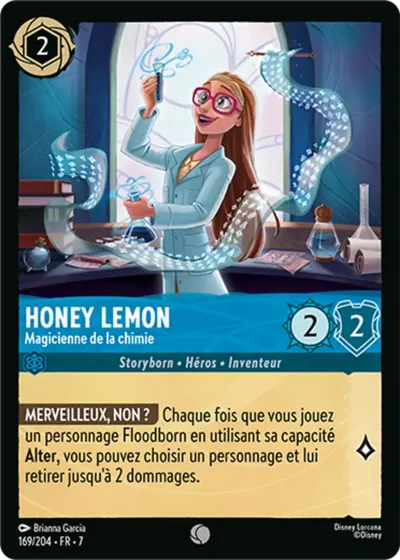 2
HONEY LEMON
Magicienne de la chimie
2
2
Storyborn • Héros • Inventeur
MERVEILLEUX, NON ? Chaque fois que vous jouez
un personnage Floodborn en utilisant sa capacité
Alter, vous pouvez choisir un personnage et lui
retirer jusqu'à 2 dommages.
Brianna Garcia
169/204 • FR • 7
Disney Lorcana
©Disney